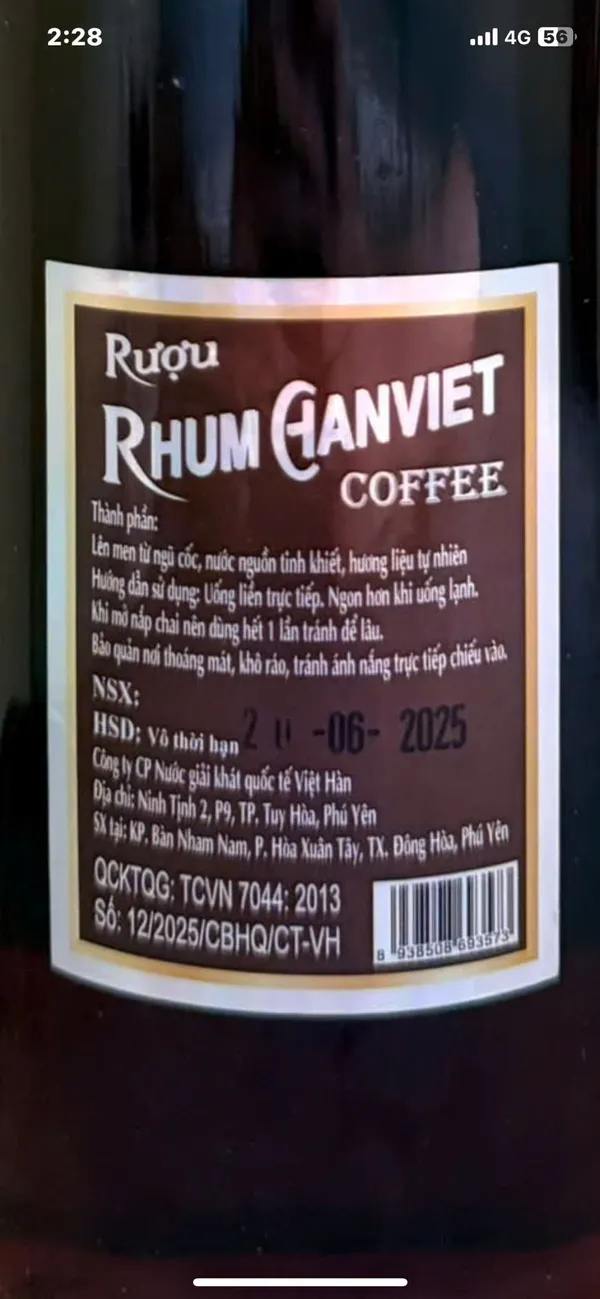 2:28
4G 56
Rượu
RHUM HANVIET
COFFEE
Thành phần:
Lên men từ ngũ cốc, nước nguồn tinh khiết, hương liệu tự nhiên
Hướng dẫn sử dụng: Uống liền trực tiếp. Ngon hơn khi uống lạnh.
Khi mở nắp chai nên dùng hết 1 lần tránh để lâu.
Bảo quản nơi thoáng mát, khô ráo, tránh ánh nắng trực tiếp chiếu vào.
NSX:
-06- 2025
HSD: Vô thời hạn
Công ty CP Nước giải khát quốc tế Việt Hàn
Địa chỉ: Ninh Tịnh 2, P9, TP. Tuy Hòa, Phú Yên
SX tại: KP. Bàn Nham Nam, P. Hòa Xuân Tây, TX. Đông Hòa, Phú Yên
QCKTQG: TCVN 7044: 2013
Số: 12/2025/CBHQ/CT-VH
8 938508 693573